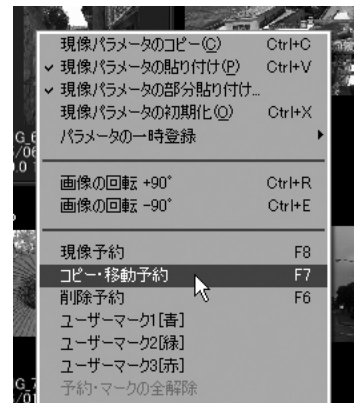 現像パラメータのコピー(C) Ctrl+C
✓ 現像パラメータの貼り付け(P) Ctrl+V
✓ 現像パラメータの部分貼り付け...
現像パラメータの初期化(O) Ctrl+X
パラメータの一時登録
画像の回転 +90° Ctrl+R
画像の回転 -90° Ctrl+E
現像予約 F8
コピー・移動予約 F7
削除予約 F6
ユーザーマーク1[青]
ユーザーマーク2[緑]
ユーザーマーク3[赤]
予約・マークの全解除